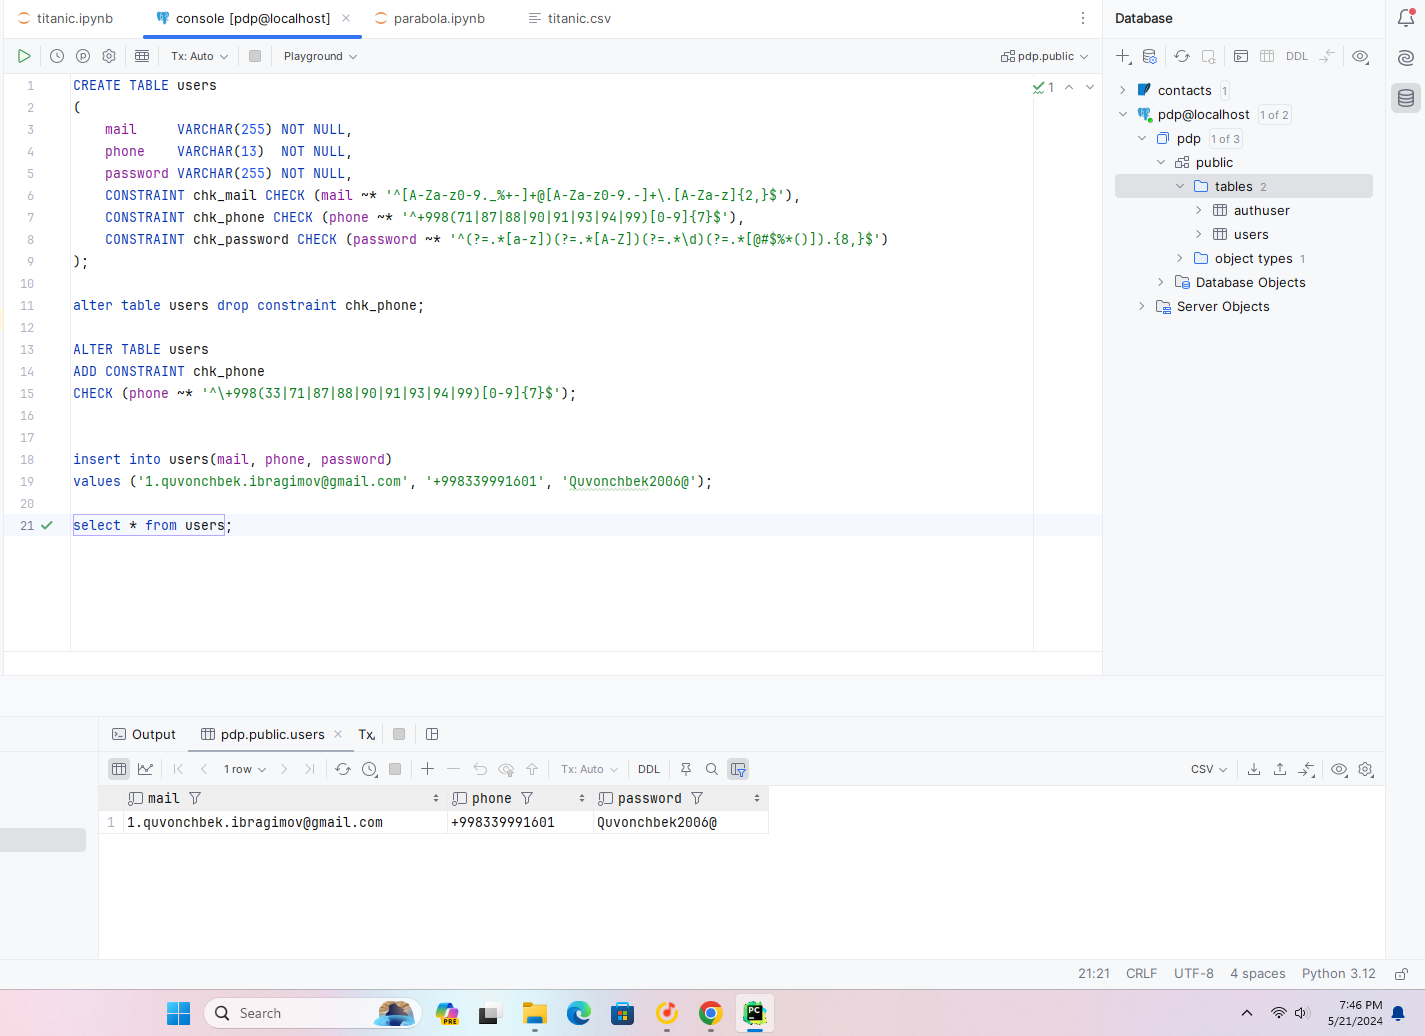 titanic.ipynb
console [pdp@localhost]
parabola.ipynb
titanic.csv
Database
Tx: Auto
Playground
pdp.public
DDL
1 CREATE TABLE users
2 (
3     mail     VARCHAR(255) NOT NULL,
4     phone    VARCHAR(13)  NOT NULL,
5     password VARCHAR(255) NOT NULL,
6     CONSTRAINT chk_mail CHECK (mail ~* '^[A-Za-z0-9._%+-]+@[A-Za-z0-9.-]+\.[A-Za-z]{2,}$'),
7     CONSTRAINT chk_phone CHECK (phone ~* '^+998(71|87|88|90|91|93|94|99)[0-9]{7}$'),
8     CONSTRAINT chk_password CHECK (password ~* '^(?=.*[a-z])(?=.*[A-Z])(?=.*\d)(?=.*[@#$%*()]).{8,}$')
9 );
10
11 alter table users drop constraint chk_phone;
12
13 ALTER TABLE users
14 ADD CONSTRAINT chk_phone
15 CHECK (phone ~* '^\+998(33|71|87|88|90|91|93|94|99)[0-9]{7}$');
16
17
18 insert into users(mail, phone, password)
19 values ('1.quvonchbek.ibragimov@gmail.com', '+998339991601', 'Quvonchbek2006@');
20
21 select * from users;
1
contacts 1
pdp@localhost 1 of 2
pdp 1 of 3
public
tables 2
authuser
users
object types 1
Database Objects
Server Objects
Output
pdp.public.users
Tx
1 row
Tx: Auto
DDL
CSV
mail phone password
1 1.quvonchbek.ibragimov@gmail.com +998339991601 Quvonchbek2006@
21:21 CRLF UTF-8 4 spaces Python 3.12
Search
PRE
PC
7:46 PM
5/21/2024